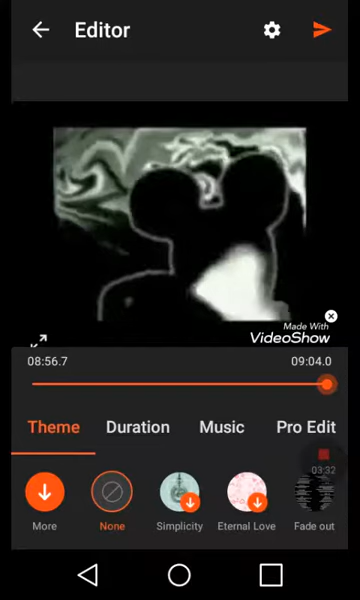 Editor
Made With
VideoShow
08:56.7
09:04.0
Theme
Duration
Music
Pro Edit
03:32
More
None
Simplicity
Eternal Love
Fade out